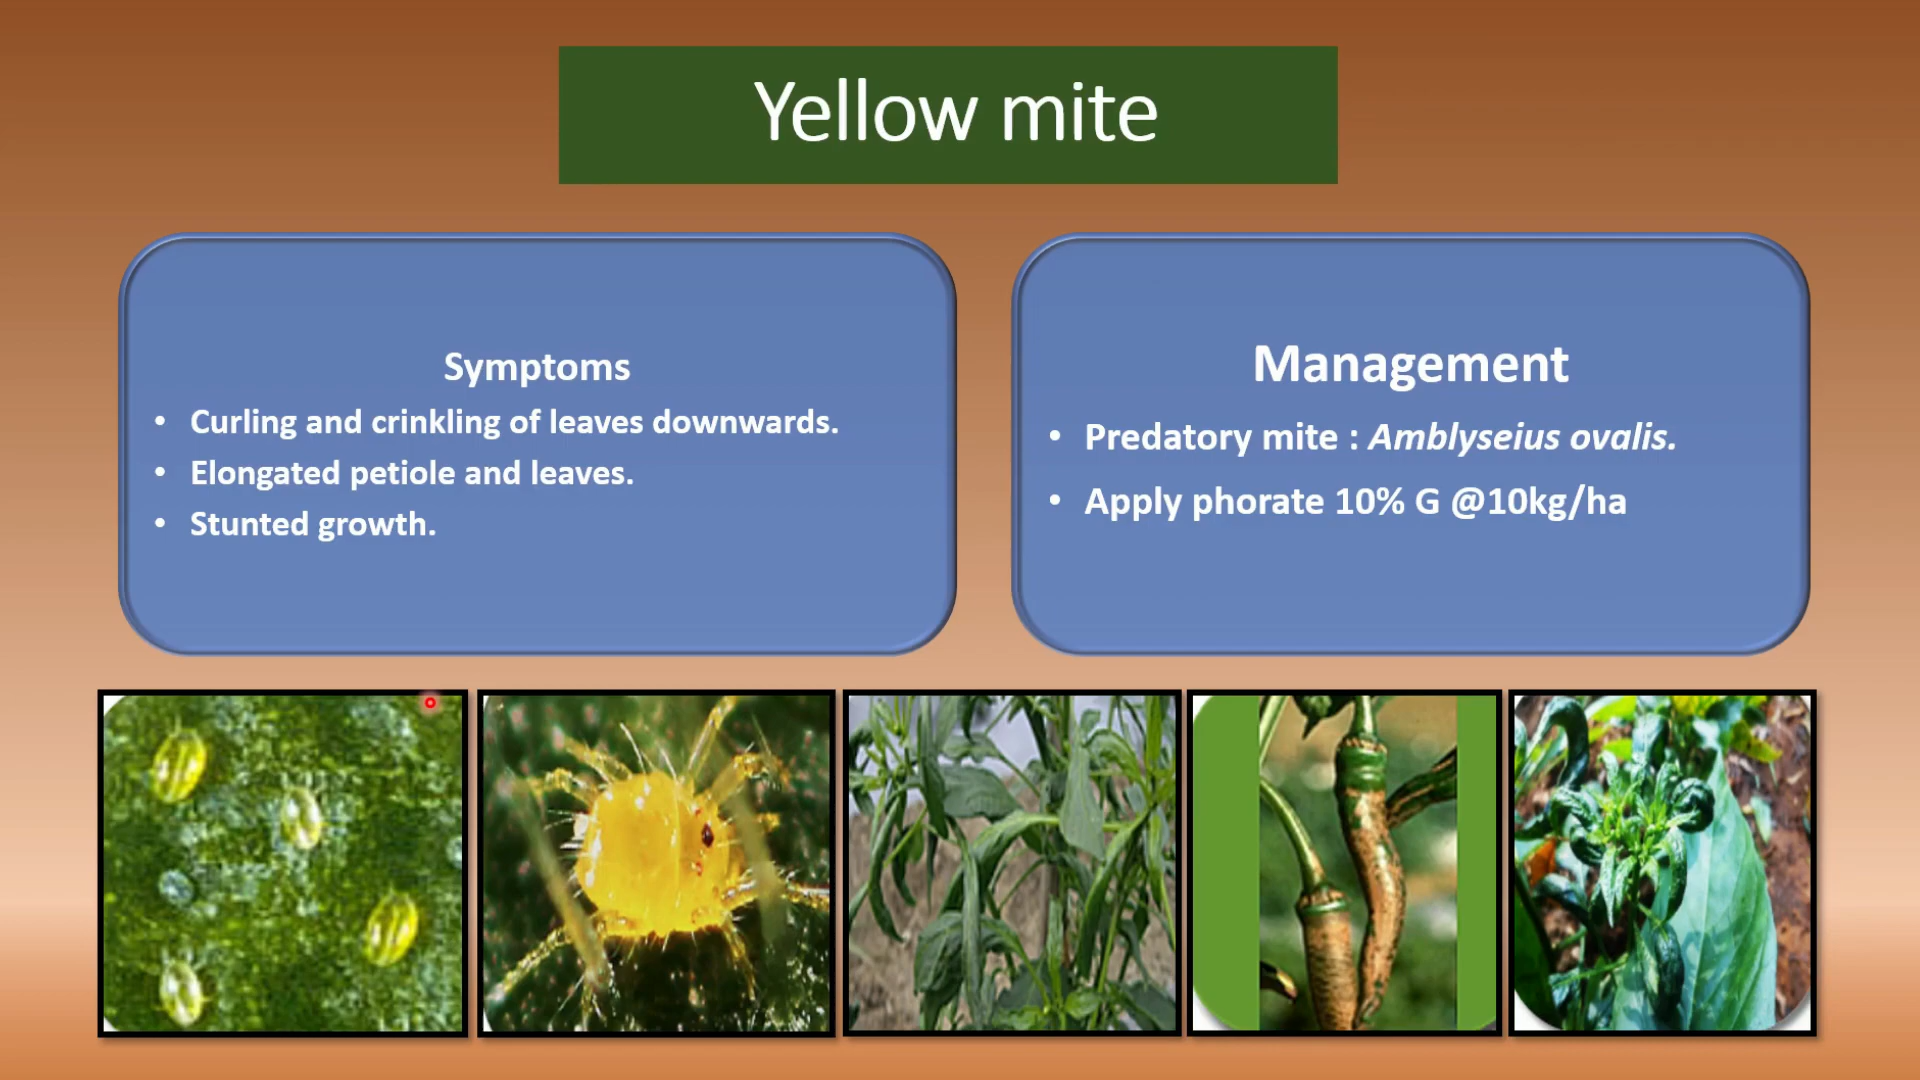 Yellow mite
Symptoms
• Curling and crinkling of leaves downwards.
• Elongated petiole and leaves.
• Stunted growth.
Management
• Predatory mite : Amblyseius ovalis.
• Apply phorate 10% G @10kg/ha